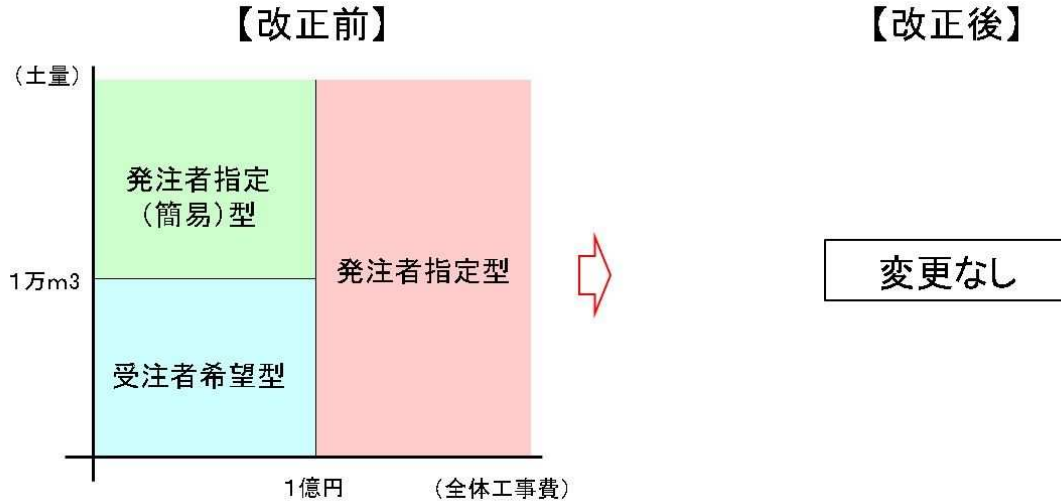 【改正前】
【改正後】
(土量)
発注者指定
(簡易)型
発注者指定型
1万m3
変更なし
受注者希望型
1億円
(全体工事費)